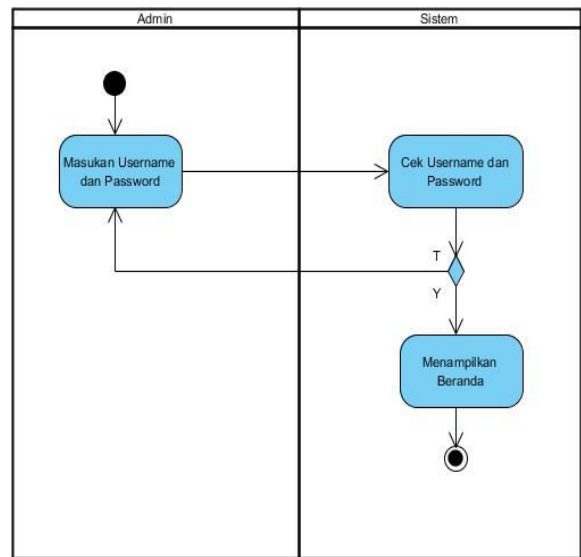 Admin
Sistem
Masukan Username
dan Password
Cek Username dan
Password
T
Y
Menampilkan
Beranda